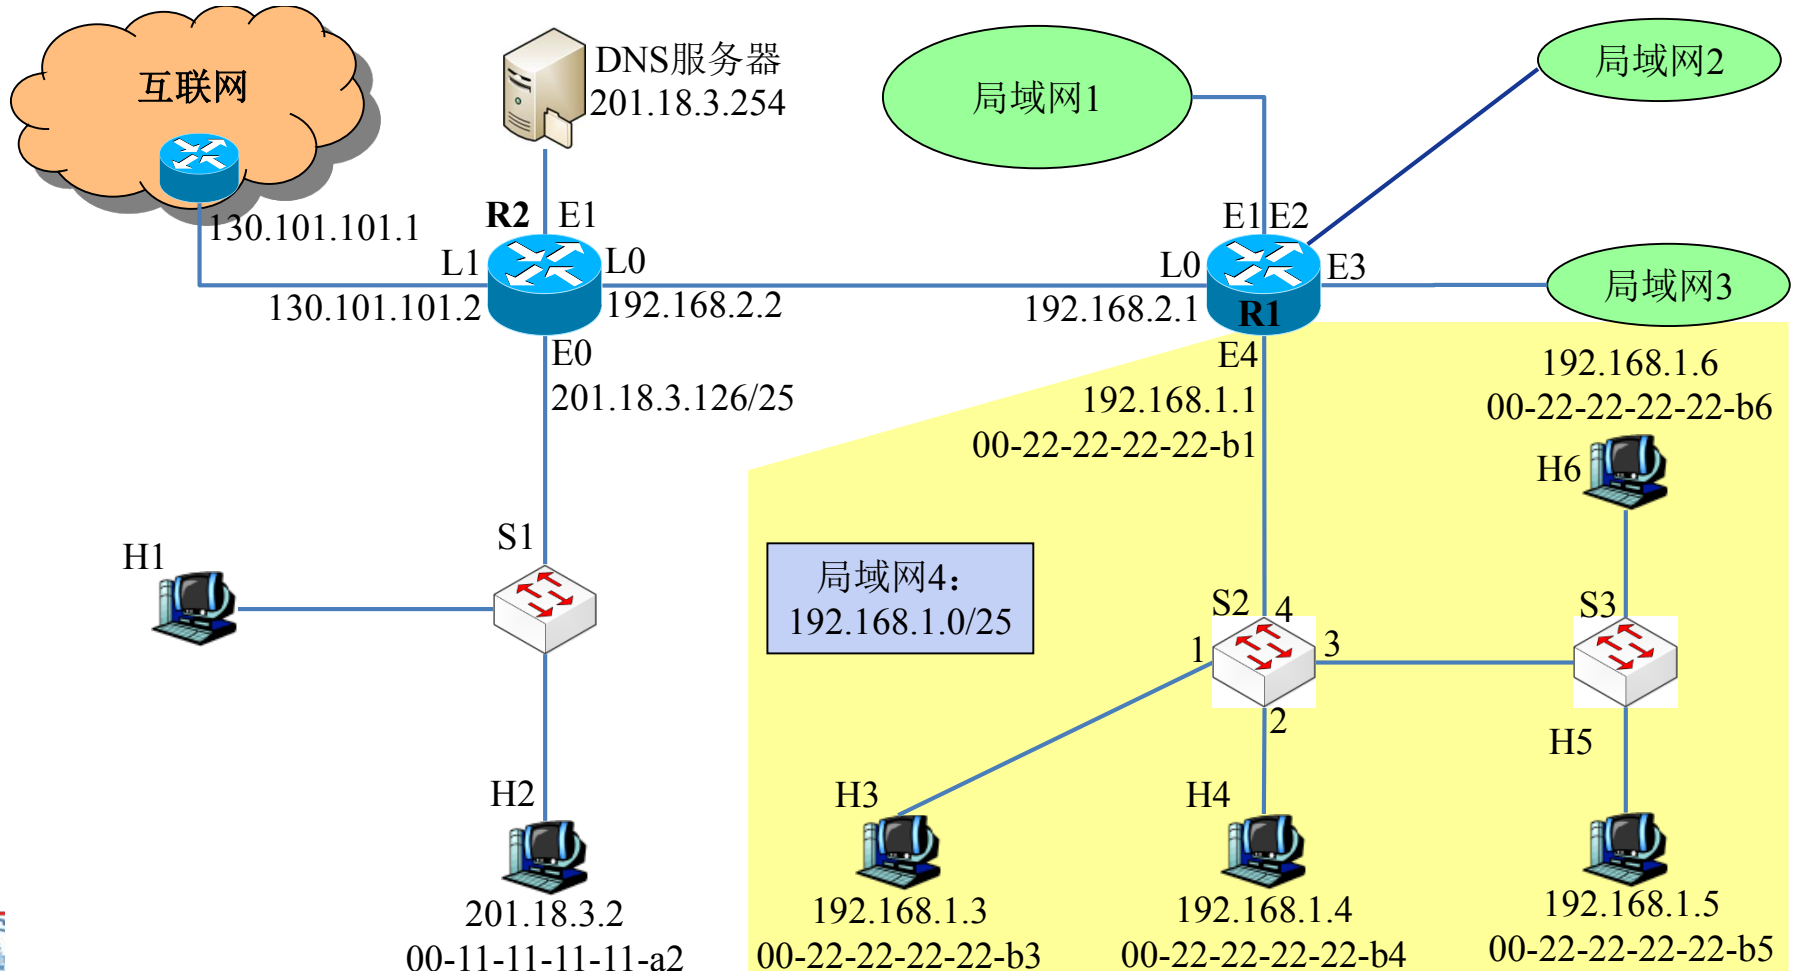 互联网
130.101.101.1
DNS服务器
201.18.3.254
局域网1
局域网2
局域网3
R2
E1
L1
L0
130.101.101.2
192.168.2.2
E0
201.18.3.126/25
E1
E2
L0
E3
192.168.2.1
R1
E4
192.168.1.1
00-22-22-22-22-b1
192.168.1.6
00-22-22-22-22-b6
H6
H1
S1
局域网4：
192.168.1.0/25
S2
4
1
3
2
S3
H5
H2
H3
H4
201.18.3.2
00-11-11-11-11-a2
192.168.1.3
00-22-22-22-22-b3
192.168.1.4
00-22-22-22-22-b4
192.168.1.5
00-22-22-22-22-b5